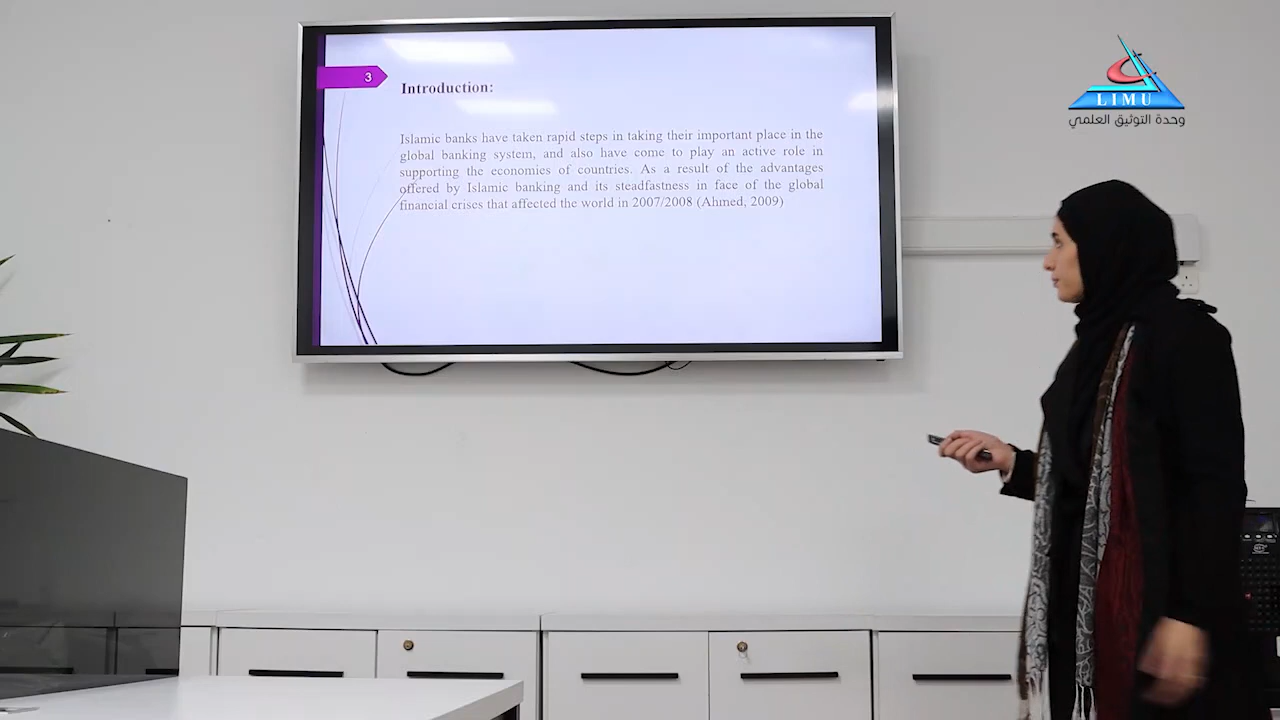 3
Introduction:
Islamic banks have taken rapid steps in taking their important place in the
global banking system, and also have come to play an active role in
supporting the economies of countries. As a result of the advantages
offered by Islamic banking and its steadfastness in face of the global
financial crises that affected the world in 2007/2008 (Ahmed, 2009)
LIMU
وحدة التوثيق العلمي